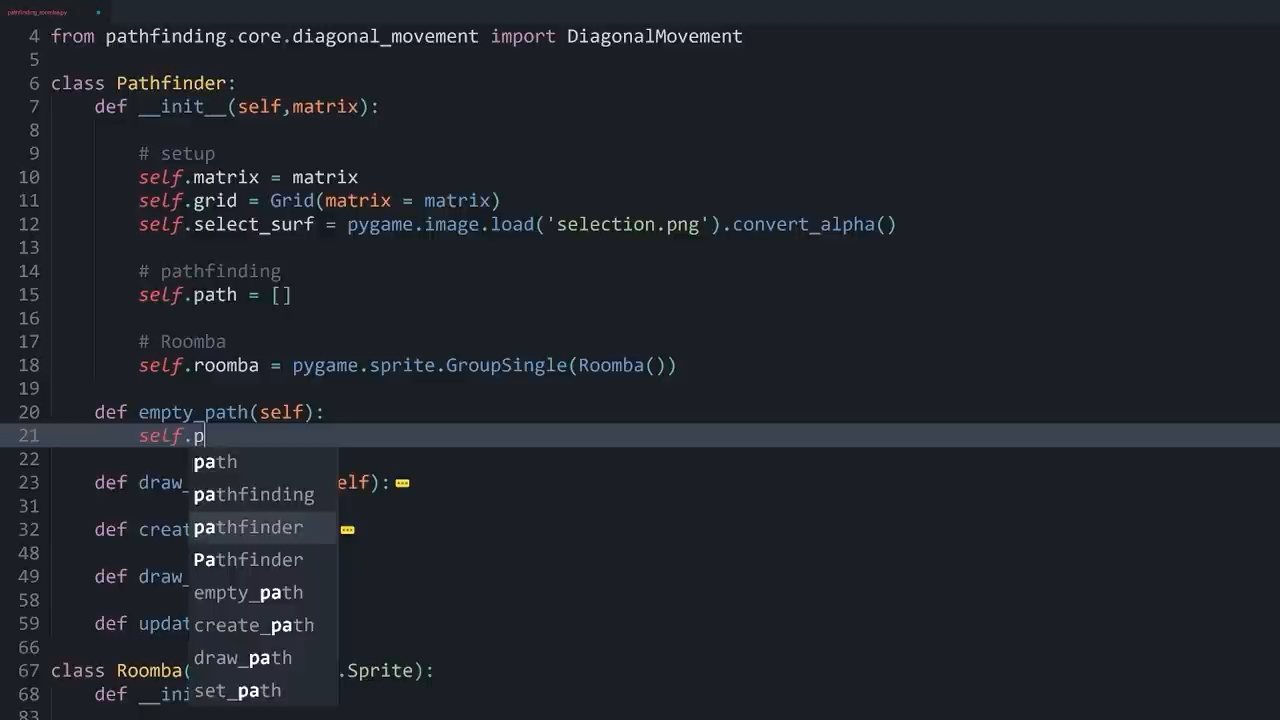 pathfinding_roomba.py
4 from pathfinding.core.diagonal_movement import DiagonalMovement
5
6 class Pathfinder:
7 def __init__(self,matrix):
8
9 # setup
10 self.matrix = matrix
11 self.grid = Grid(matrix = matrix)
12 self.select_surf = pygame.image.load('selection.png').convert_alpha()
13
14 # pathfinding
15 self.path = []
16
17 # Roomba
18 self.roomba = pygame.sprite.GroupSingle(Roomba())
19
20 def empty_path(self):
21 self.p
path
22
23 def draw_ elf):
pathfinding
31
pathfinder
32 def creat
48
Pathfinder
49 def draw_
empty_path
58
59 def updat
create_path
66
draw_path
67 class Roomba( .Sprite):
68 def __ini
set_path
83